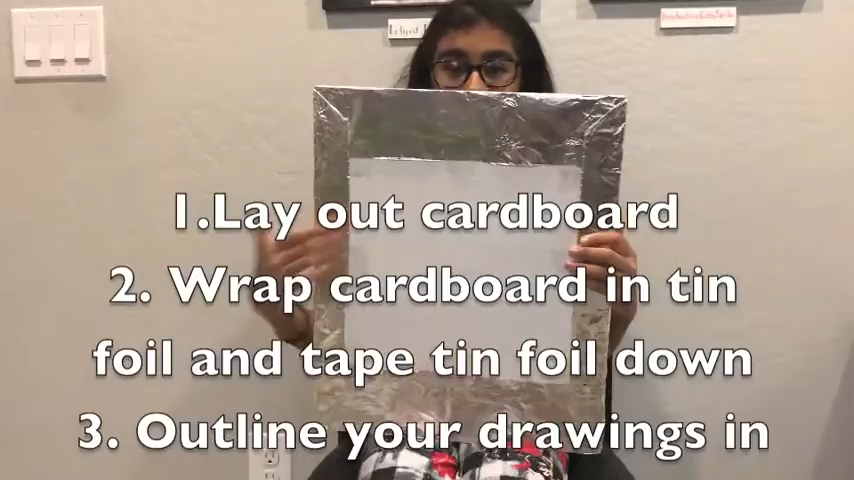 1.Lay out cardboard
2. Wrap cardboard in tin
foil and tape tin foil down
3. Outline your drawings in